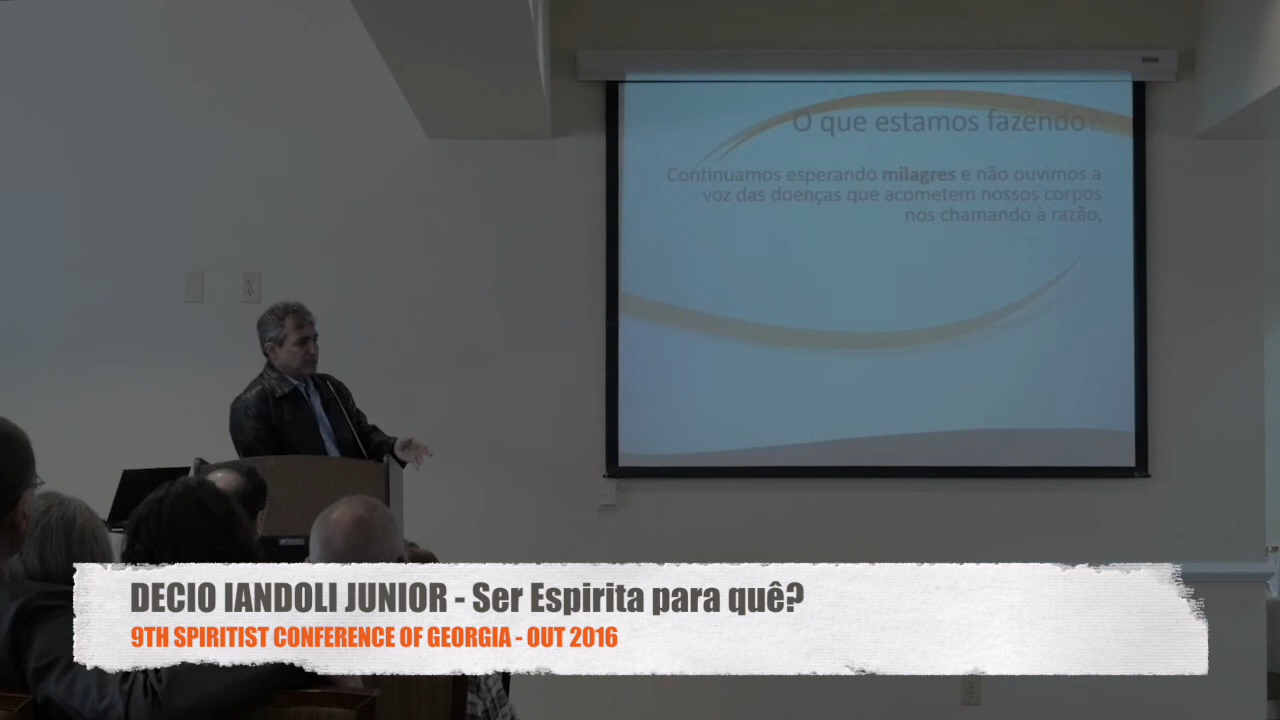 O que estamos fazendo?
Continuamos esperando milagres e não ouvimos a
voz das doenças que acometem nossos corpos
nos chamando à razão,
DECIO IANDOLI JUNIOR - Ser Espirita para quê?
9TH SPIRITIST CONFERENCE OF GEORGIA - OUT 2016